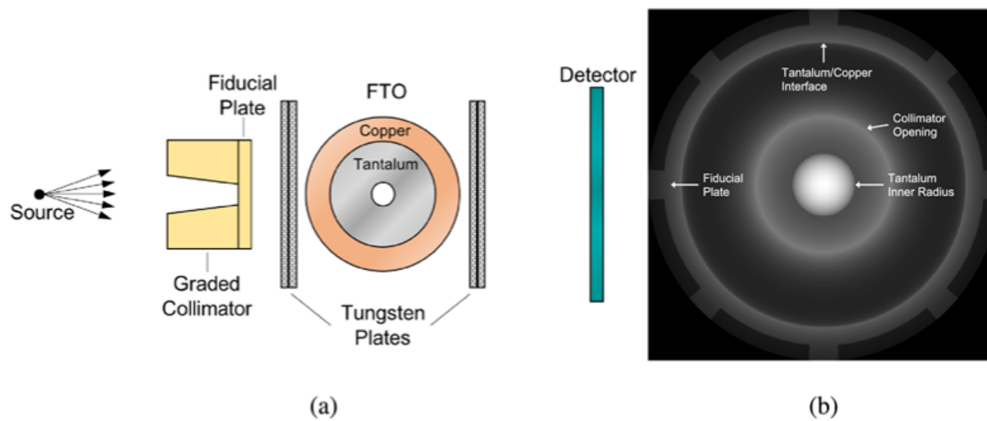 Source
Fiducial
Plate
Graded
Collimator
FTO
Copper
Tantalum
Tungsten
Plates
Detector
(a)
Tantalum/Copper
Interface
Collimator
Opening
Fiducial
Plate
Tantalum
Inner Radius
(b)